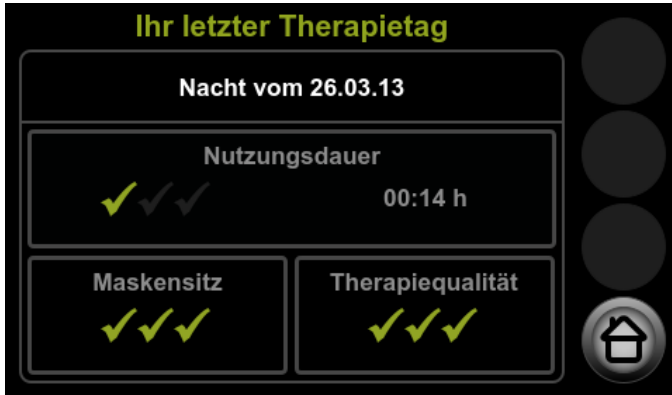 Ihr letzter Therapietag
Nacht vom 26.03.13
Nutzungsdauer
00:14 h
Maskensitz
Therapiequalität